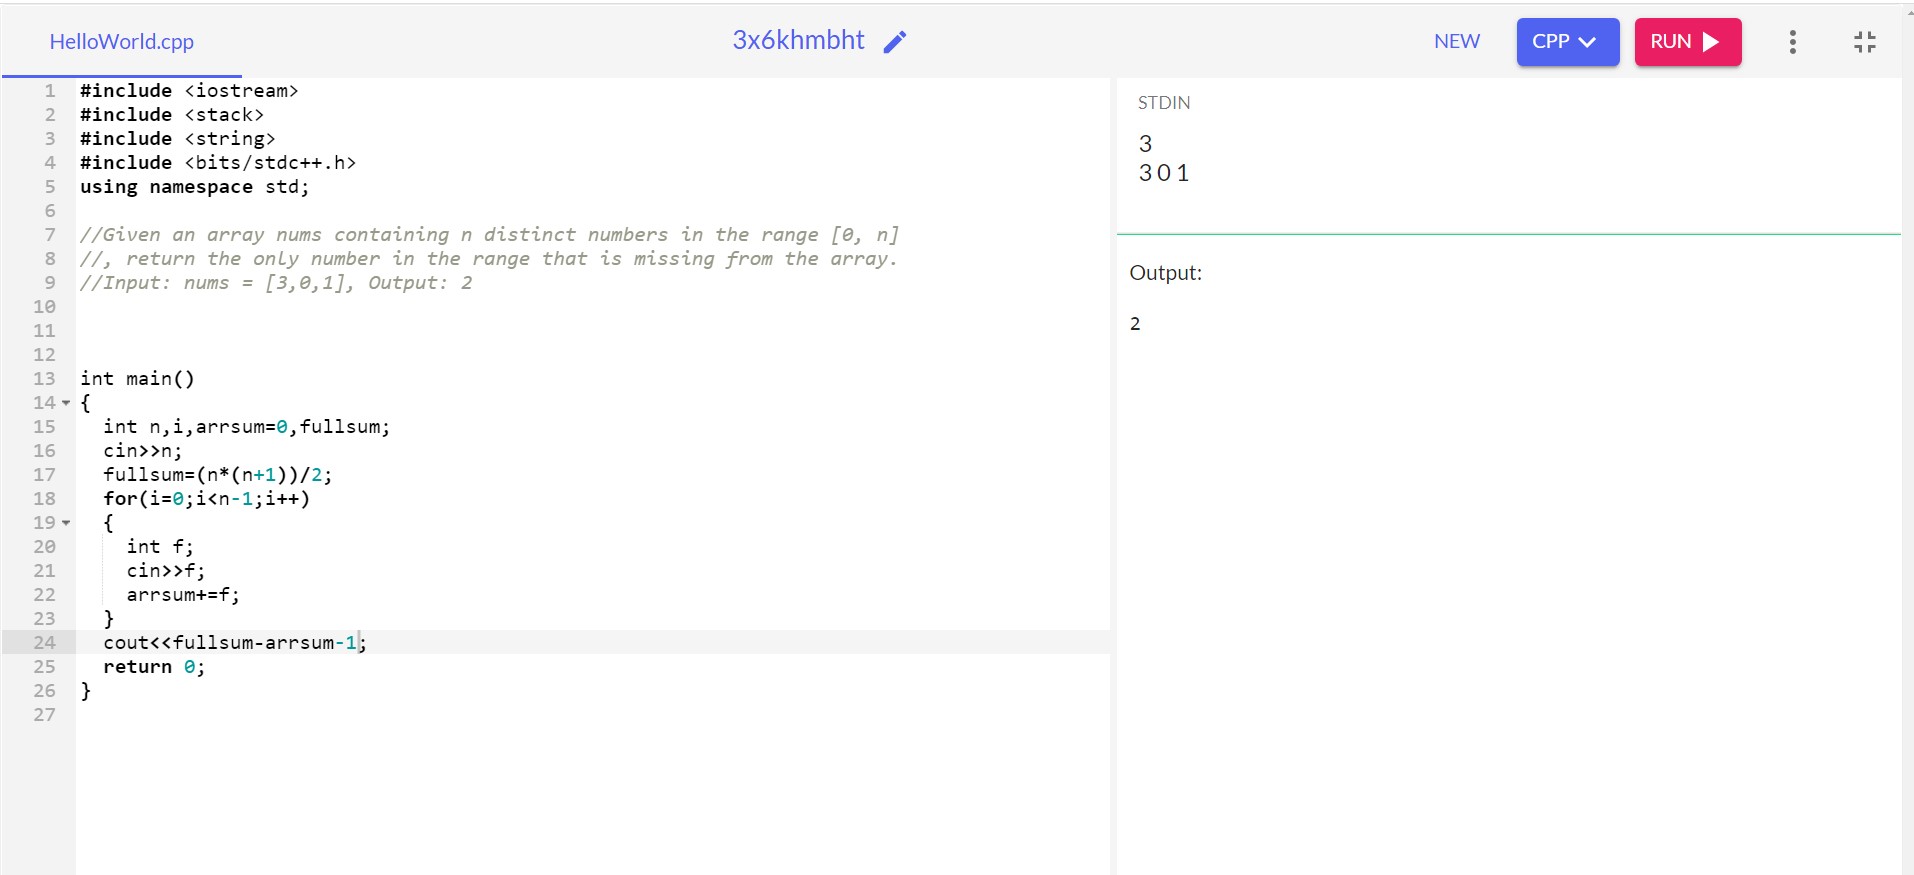 HelloWorld.cpp
3x6khmbht
NEW
CPP
RUN
1 #include <iostream>
2 #include <stack>
3 #include <string>
4 #include <bits/stdc++.h>
5 using namespace std;
6
7 //Given an array nums containing n distinct numbers in the range [0, n]
8 //, return the only number in the range that is missing from the array.
9 //Input: nums = [3,0,1], Output: 2
10
11
12
13 int main()
14 {
15 int n,i,arrsum=0,fullsum;
16 cin>>n;
17 fullsum=(n*(n+1))/2;
18 for(i=0;i<n-1;i++)
19 {
20 int f;
21 cin>>f;
22 arrsum+=f;
23 }
24 cout<<fullsum-arrsum-1;
25 return 0;
26 }
27
STDIN
3
3 0 1
Output:
2